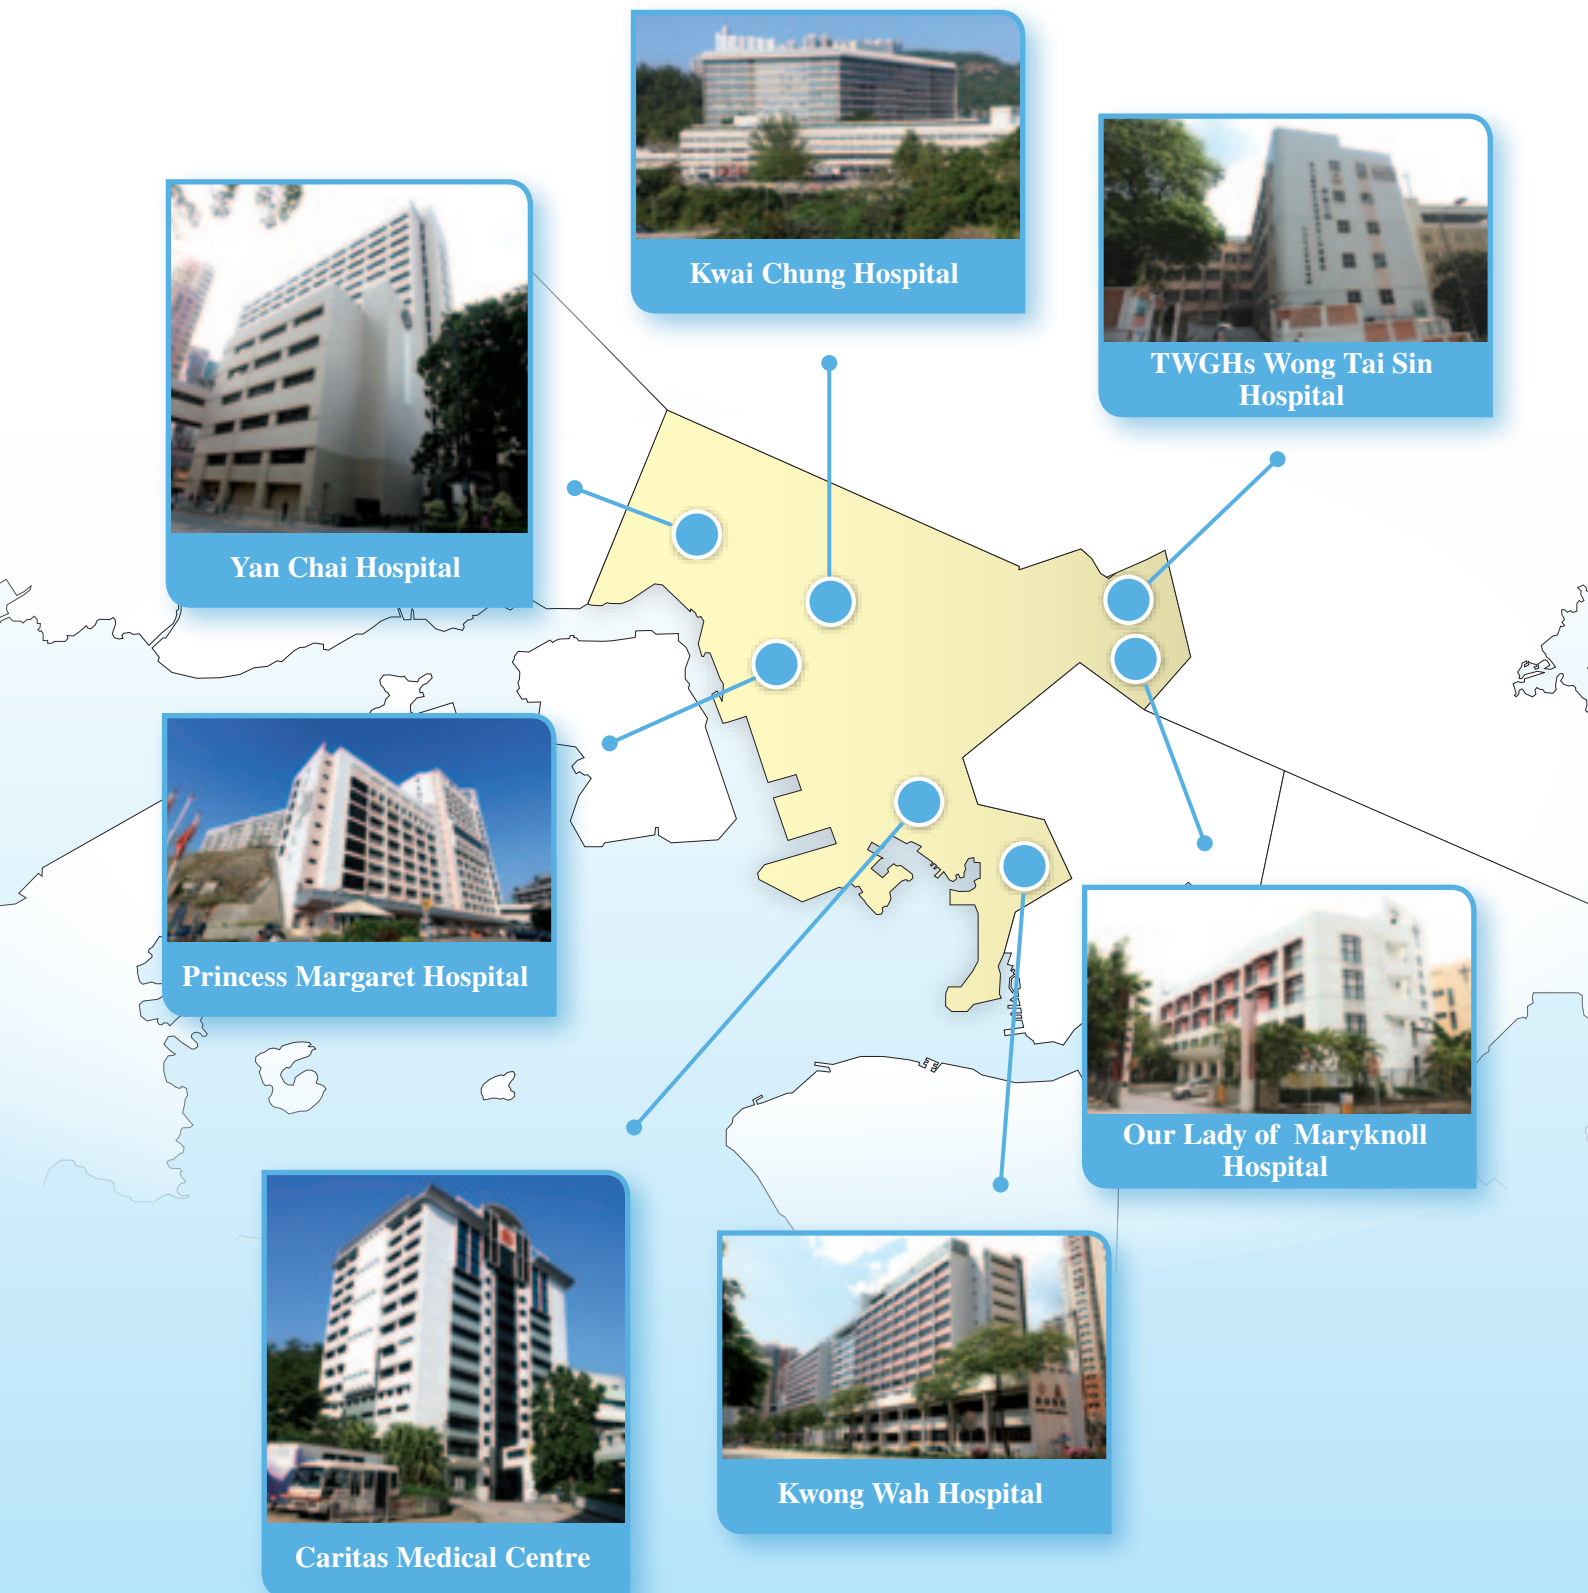 Kwai Chung Hospital
TWGHs Wong Tai Sin
Hospital
Yan Chai Hospital
Princess Margaret Hospital
Our Lady of Maryknoll
Hospital
Kwong Wah Hospital
Caritas Medical Centre